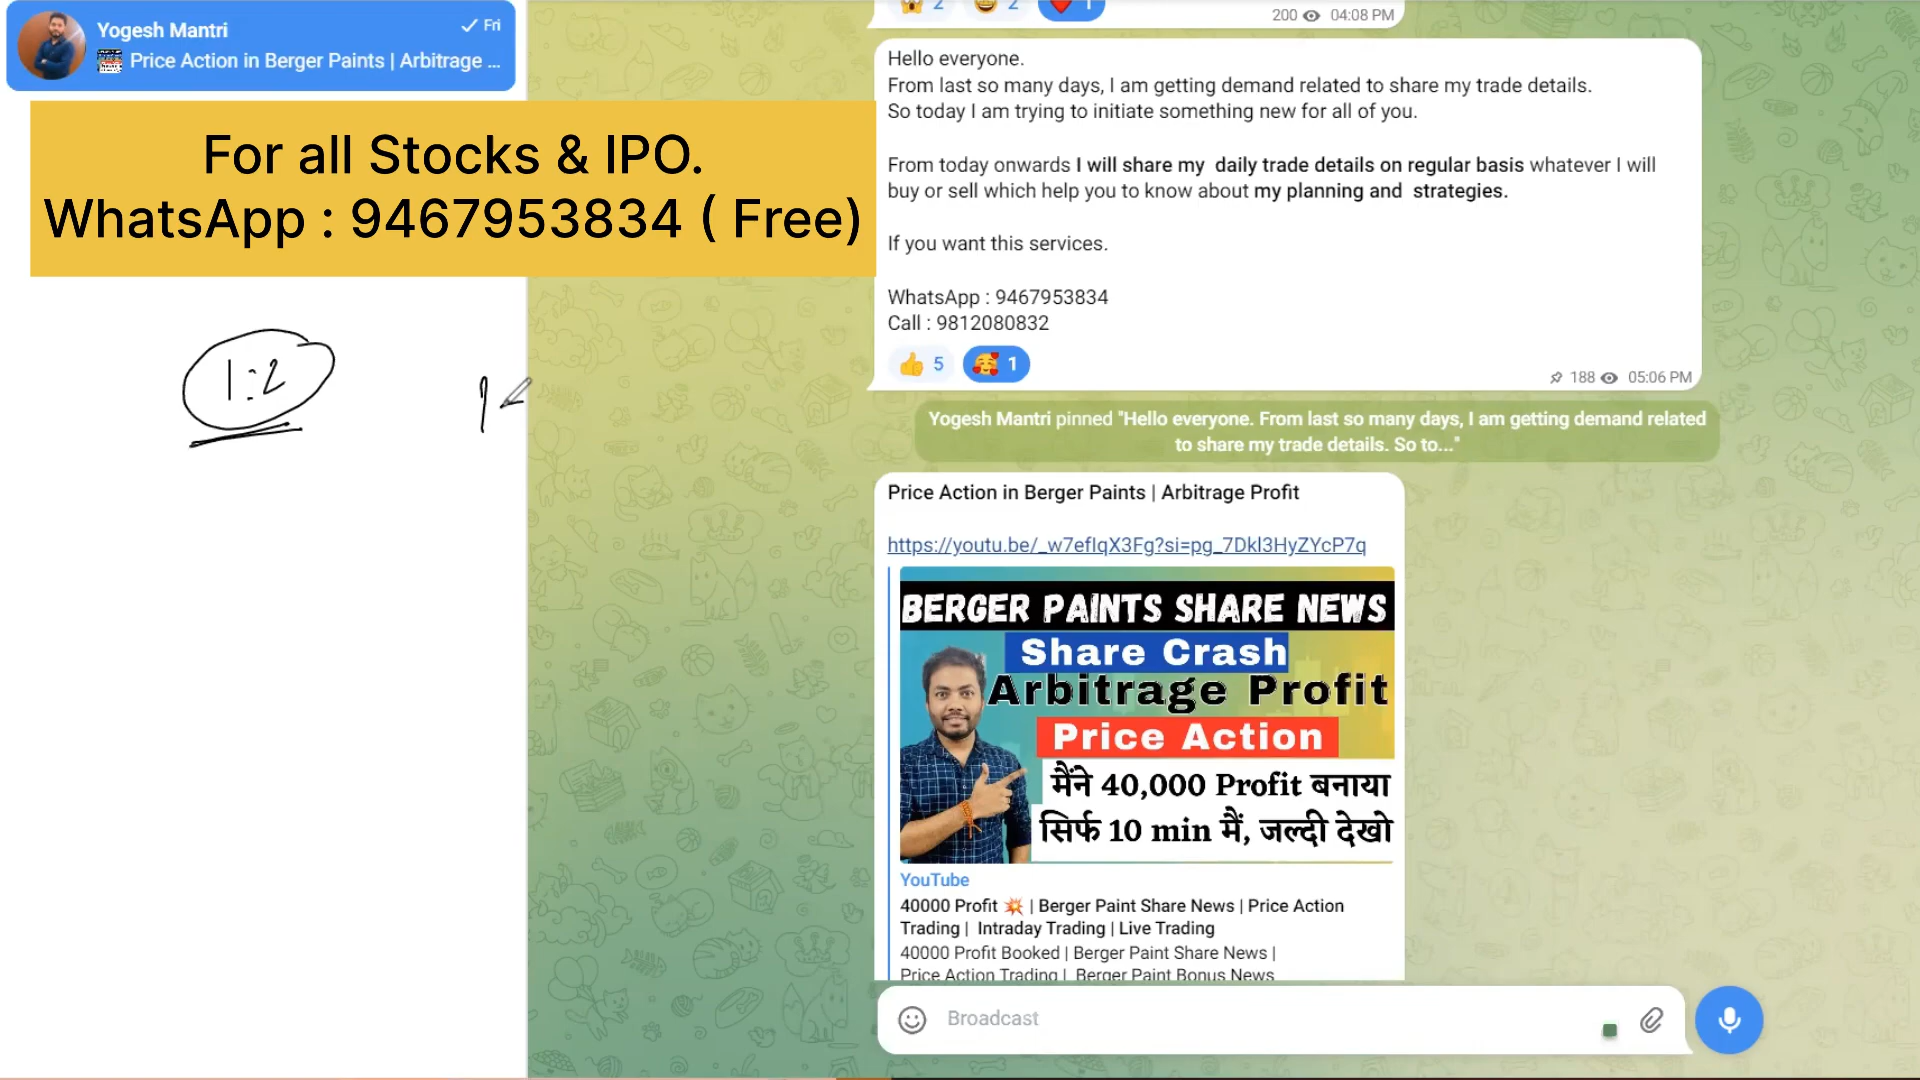 Yogesh Mantri
Fri
Price Action in Berger Paints | Arbitrage ...
For all Stocks & IPO.
WhatsApp : 9467953834 ( Free)
1:2
2
2
1
200 04:08 PM
Hello everyone.
From last so many days, I am getting demand related to share my trade details.
So today I am trying to initiate something new for all of you.
From today onwards I will share my daily trade details on regular basis whatever I will
buy or sell which help you to know about my planning and strategies.
If you want this services.
WhatsApp : 9467953834
Call : 9812080832
5
1
188 05:06 PM
Yogesh Mantri pinned "Hello everyone. From last so many days, I am getting demand related
to share my trade details. So to..."
Price Action in Berger Paints | Arbitrage Profit
https://youtu.be/_w7efIqX3Fg?si=pg_7Dkl3HyZYcP7q
BERGER PAINTS SHARE NEWS
Share Crash
Arbitrage Profit
Price Action
मैंने 40,000 Profit बनाया
सिर्फ 10 min मैं, जल्दी देखो
YouTube
40000 Profit 💥 | Berger Paint Share News | Price Action
Trading | Intraday Trading | Live Trading
40000 Profit Booked | Berger Paint Share News |
Price Action Trading | Berger Paint Bonus News
Broadcast